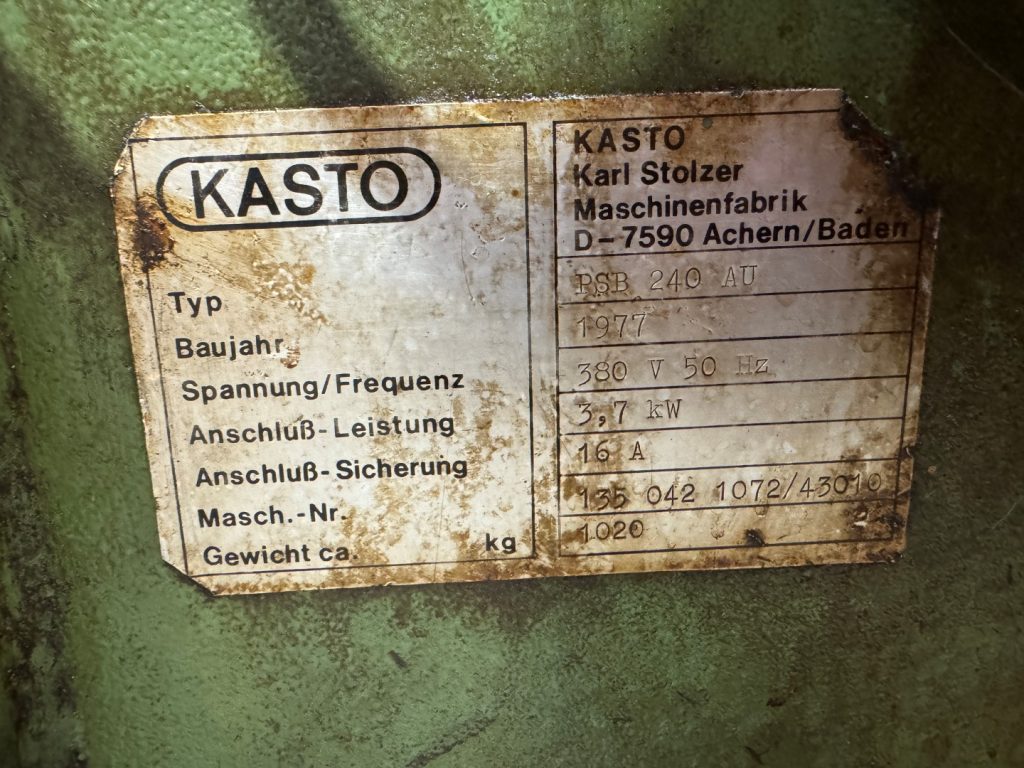 KASTO
KASTO
Karl Stolzer
Maschinenfabrik
D-7590 Achern/Baden
Typ PSB 240 AU
Baujahr 1977
Spannung/Frequenz 380 V 50 Hz
Anschluß-Leistung 3,7 kW
Anschluß-Sicherung 16 A
Masch.-Nr. 135 042 1072/43010
Gewicht ca. kg 1020